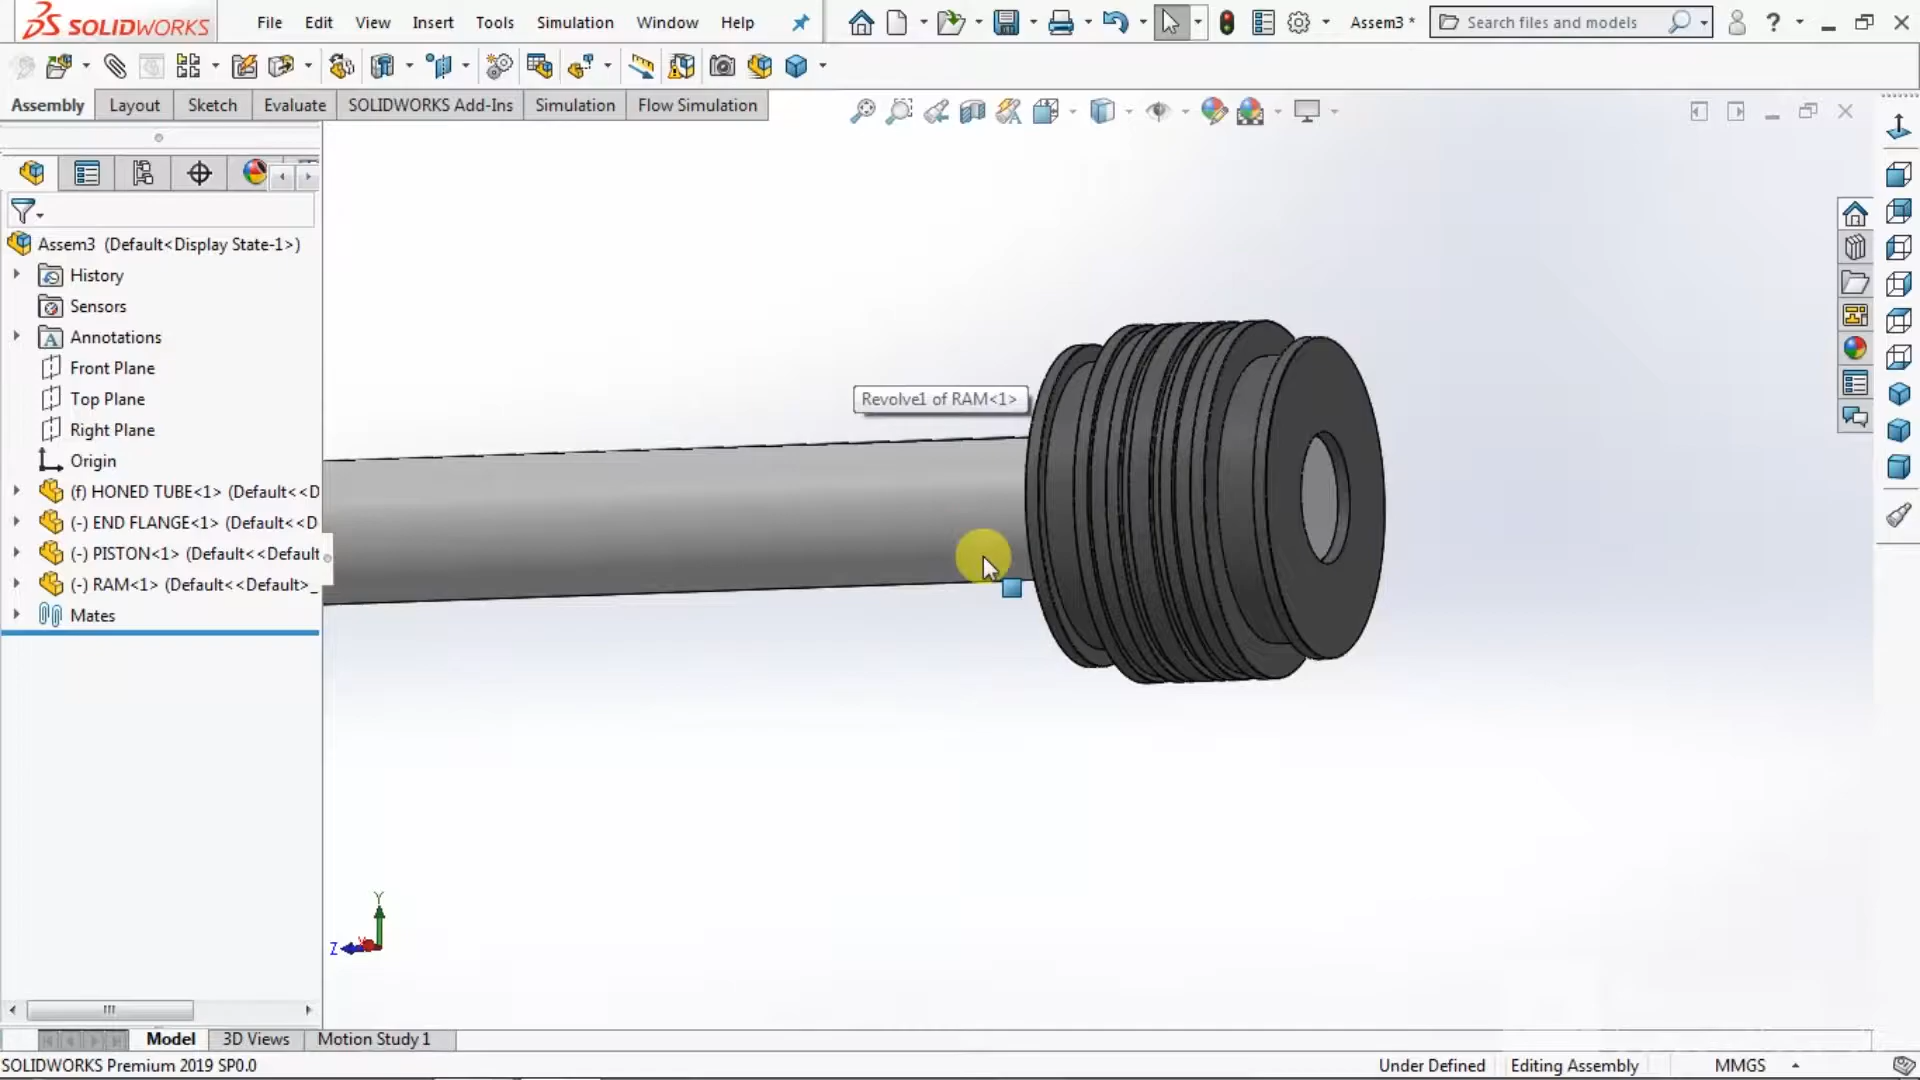 SOLIDWORKS File Edit View Insert Tools Simulation Window Help Assem3 * Search files and models ?
Assembly Layout Sketch Evaluate SOLIDWORKS Add-Ins Simulation Flow Simulation
Assem3 (Default<Display State-1>)
History
Sensors
Annotations
Front Plane
Top Plane
Right Plane
Origin
(f) HONED TUBE<1> (Default<<D
(-) END FLANGE<1> (Default<<D
(-) PISTON<1> (Default<<Default
(-) RAM<1> (Default<<Default>_
Mates
Revolve1 of RAM<1>
Y
Z
Model 3D Views Motion Study 1
SOLIDWORKS Premium 2019 SP0.0 Under Defined Editing Assembly MMGS